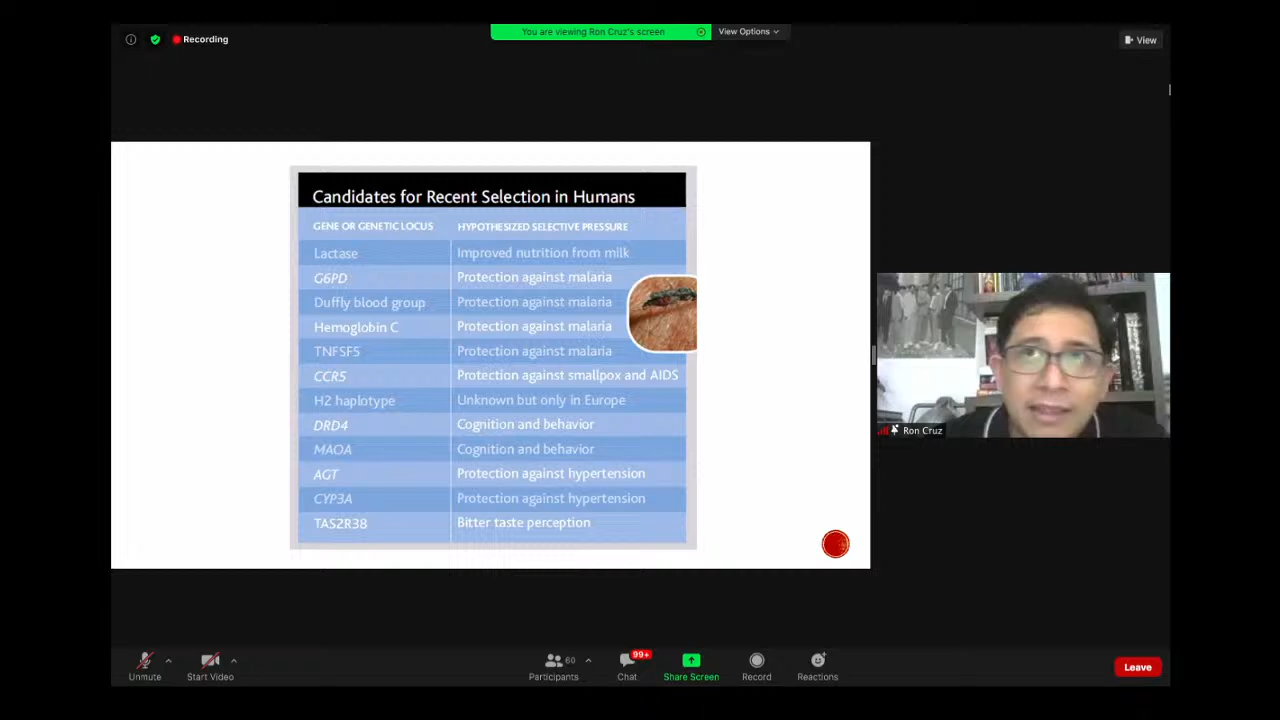 Recording
You are viewing Ron Cruz's screen
View Options
View
Candidates for Recent Selection in Humans
GENE OR GENETIC LOCUS HYPOTHESIZED SELECTIVE PRESSURE
Lactase Improved nutrition from milk
G6PD Protection against malaria
Duffly blood group Protection against malaria
Hemoglobin C Protection against malaria
TNFSF5 Protection against malaria
CCR5 Protection against smallpox and AIDS
H2 haplotype Unknown but only in Europe
DRD4 Cognition and behavior
MAOA Cognition and behavior
AGT Protection against hypertension
CYP3A Protection against hypertension
TAS2R38 Bitter taste perception
Ron Cruz
Unmute
Start Video
60
Participants
99+
Chat
Share Screen
Record
Reactions
Leave